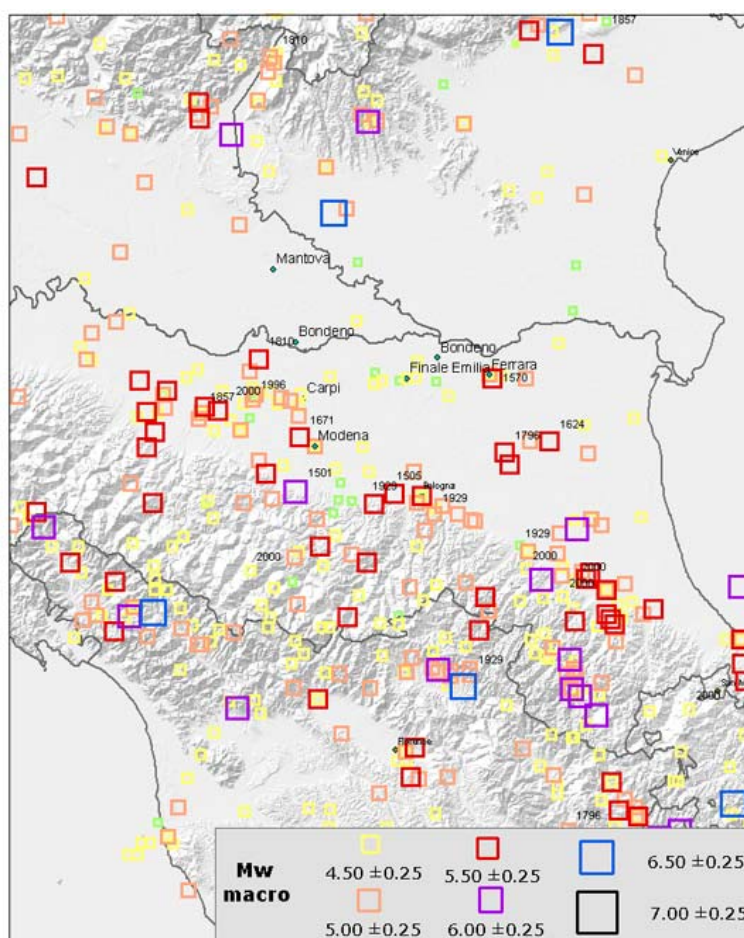 1857
1810
Venice
Mantova
Bondeno
1810
Bondeno
Finale Emilia
Ferrara
1570
2000
1996
Carpi
1857
1671
1624
Modena
1796
1501
1505
1929
Bologna
1929
1929
2000
2000
2000
1929
2000
1796
Mw
macro
4.50 ±0.25
5.50 ±0.25
6.50 ±0.25
5.00 ±0.25
6.00 ±0.25
7.00 ±0.25